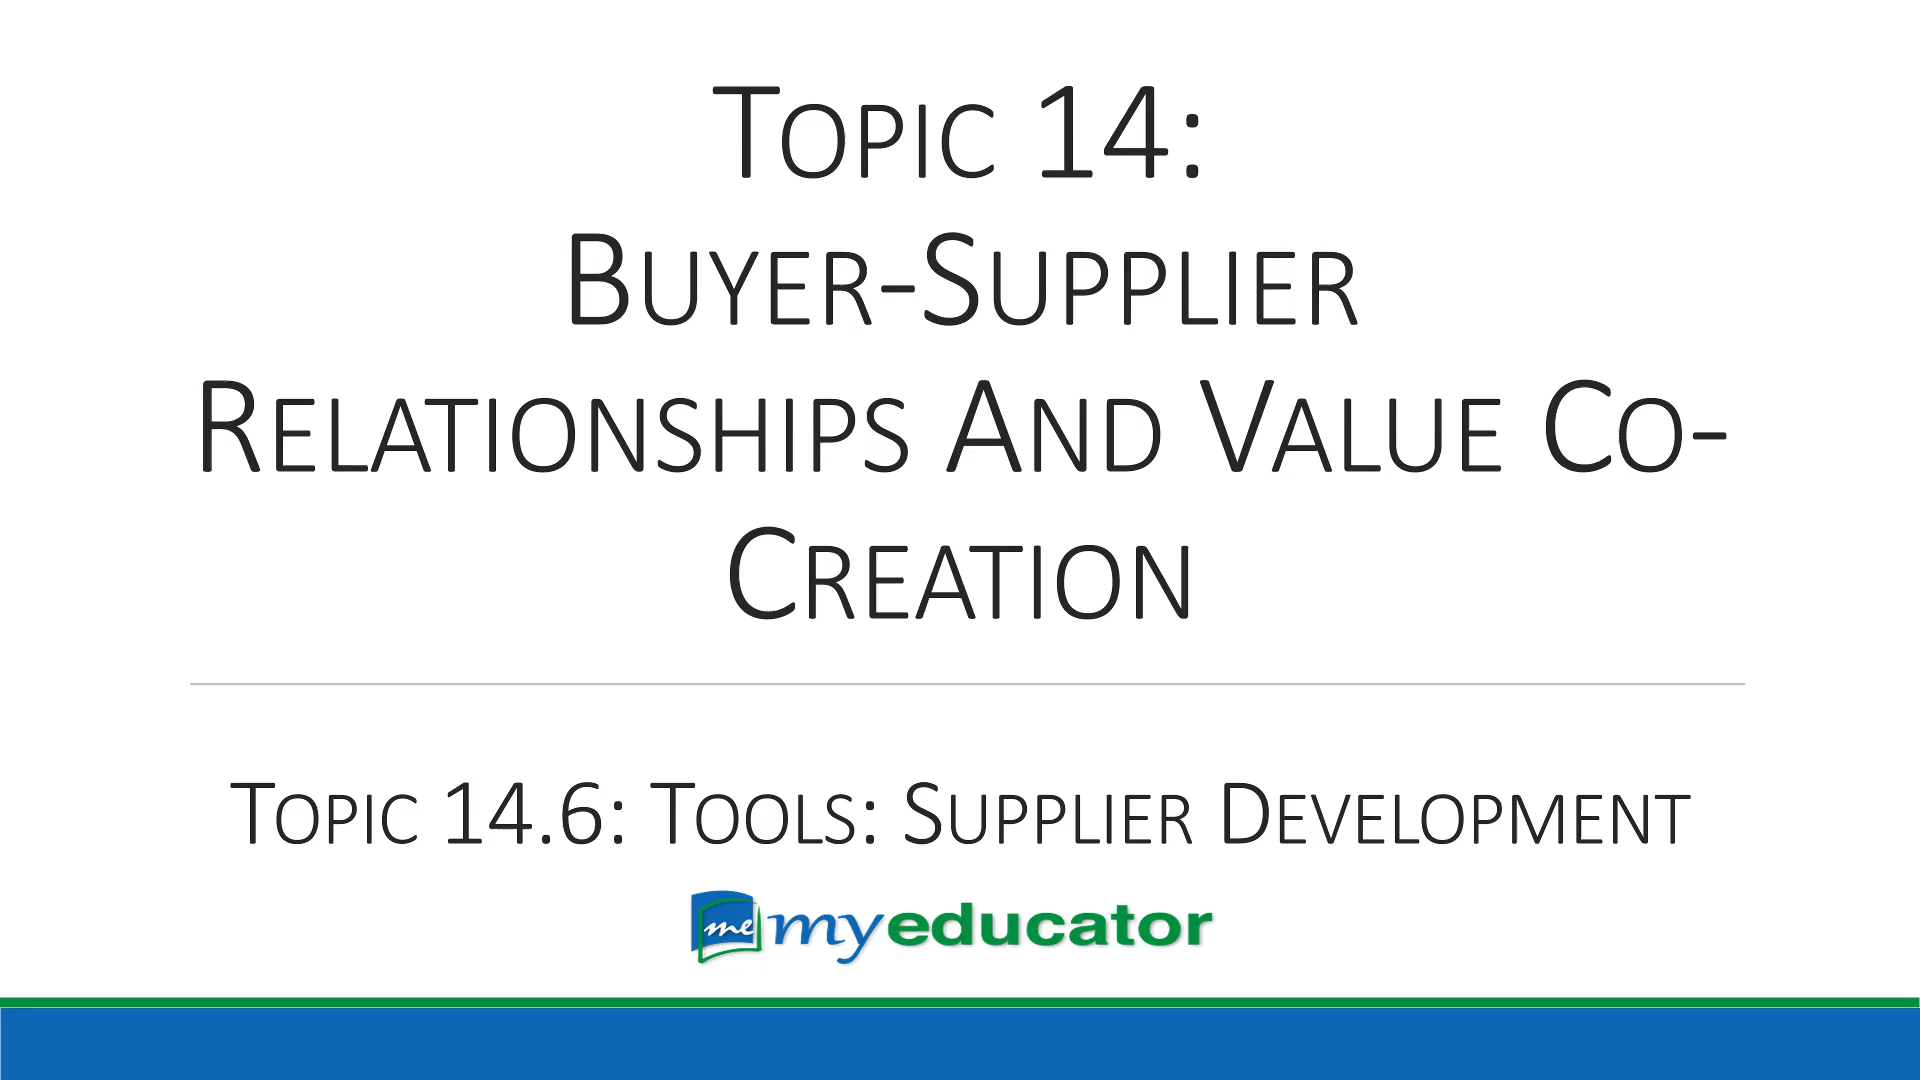 Topic 14:
Buyer-Supplier
Relationships And Value Co-
Creation
Topic 14.6: Tools: Supplier Development
me myeducator